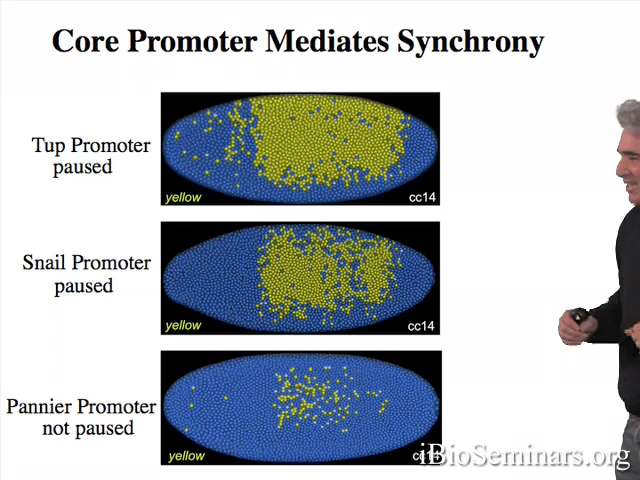 Core Promoter Mediates Synchrony
Tup Promoter
paused
yellow
cc14
Snail Promoter
paused
yellow
cc14
Pannier Promoter
not paused
yellow
cc14
iBioSeminars.org